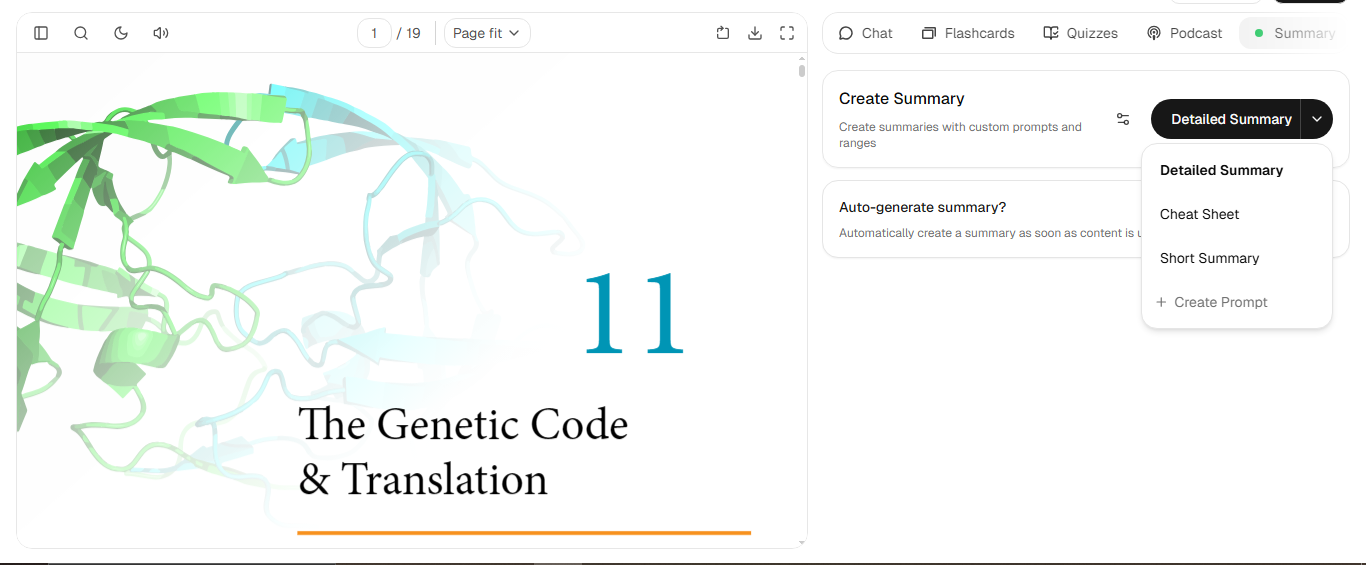 1 / 19
Page fit
11
The Genetic Code
& Translation
Chat
Flashcards
Quizzes
Podcast
Summary
Create Summary
Create summaries with custom prompts and
ranges
Detailed Summary
Detailed Summary
Cheat Sheet
Short Summary
+ Create Prompt
Auto-generate summary?
Automatically create a summary as soon as content is